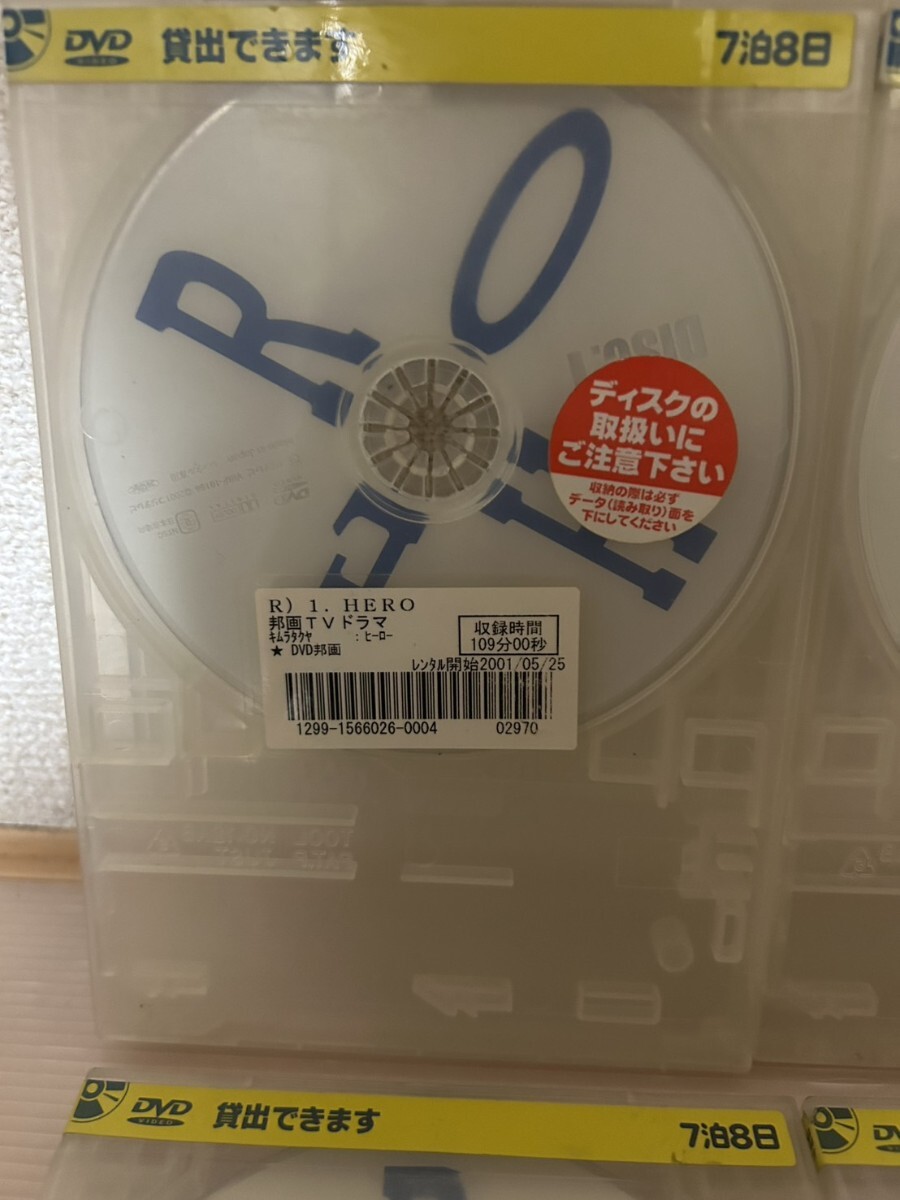 DVD VIDEO 貸出できます 7泊8日
R
O
DISC.1
H
E
ディスクの
取扱いに
ご注意下さい
収納の際は必ず
データ(読み取り)面を
下にしてください
R) 1. HERO
邦画TVドラマ
キムラタクヤ :ヒーロー
★ DVD邦画
収録時間
109分00秒
レンタル開始2001/05/25
1299-1566026-0004 02970
DVD VIDEO 貸出できます 7泊8日